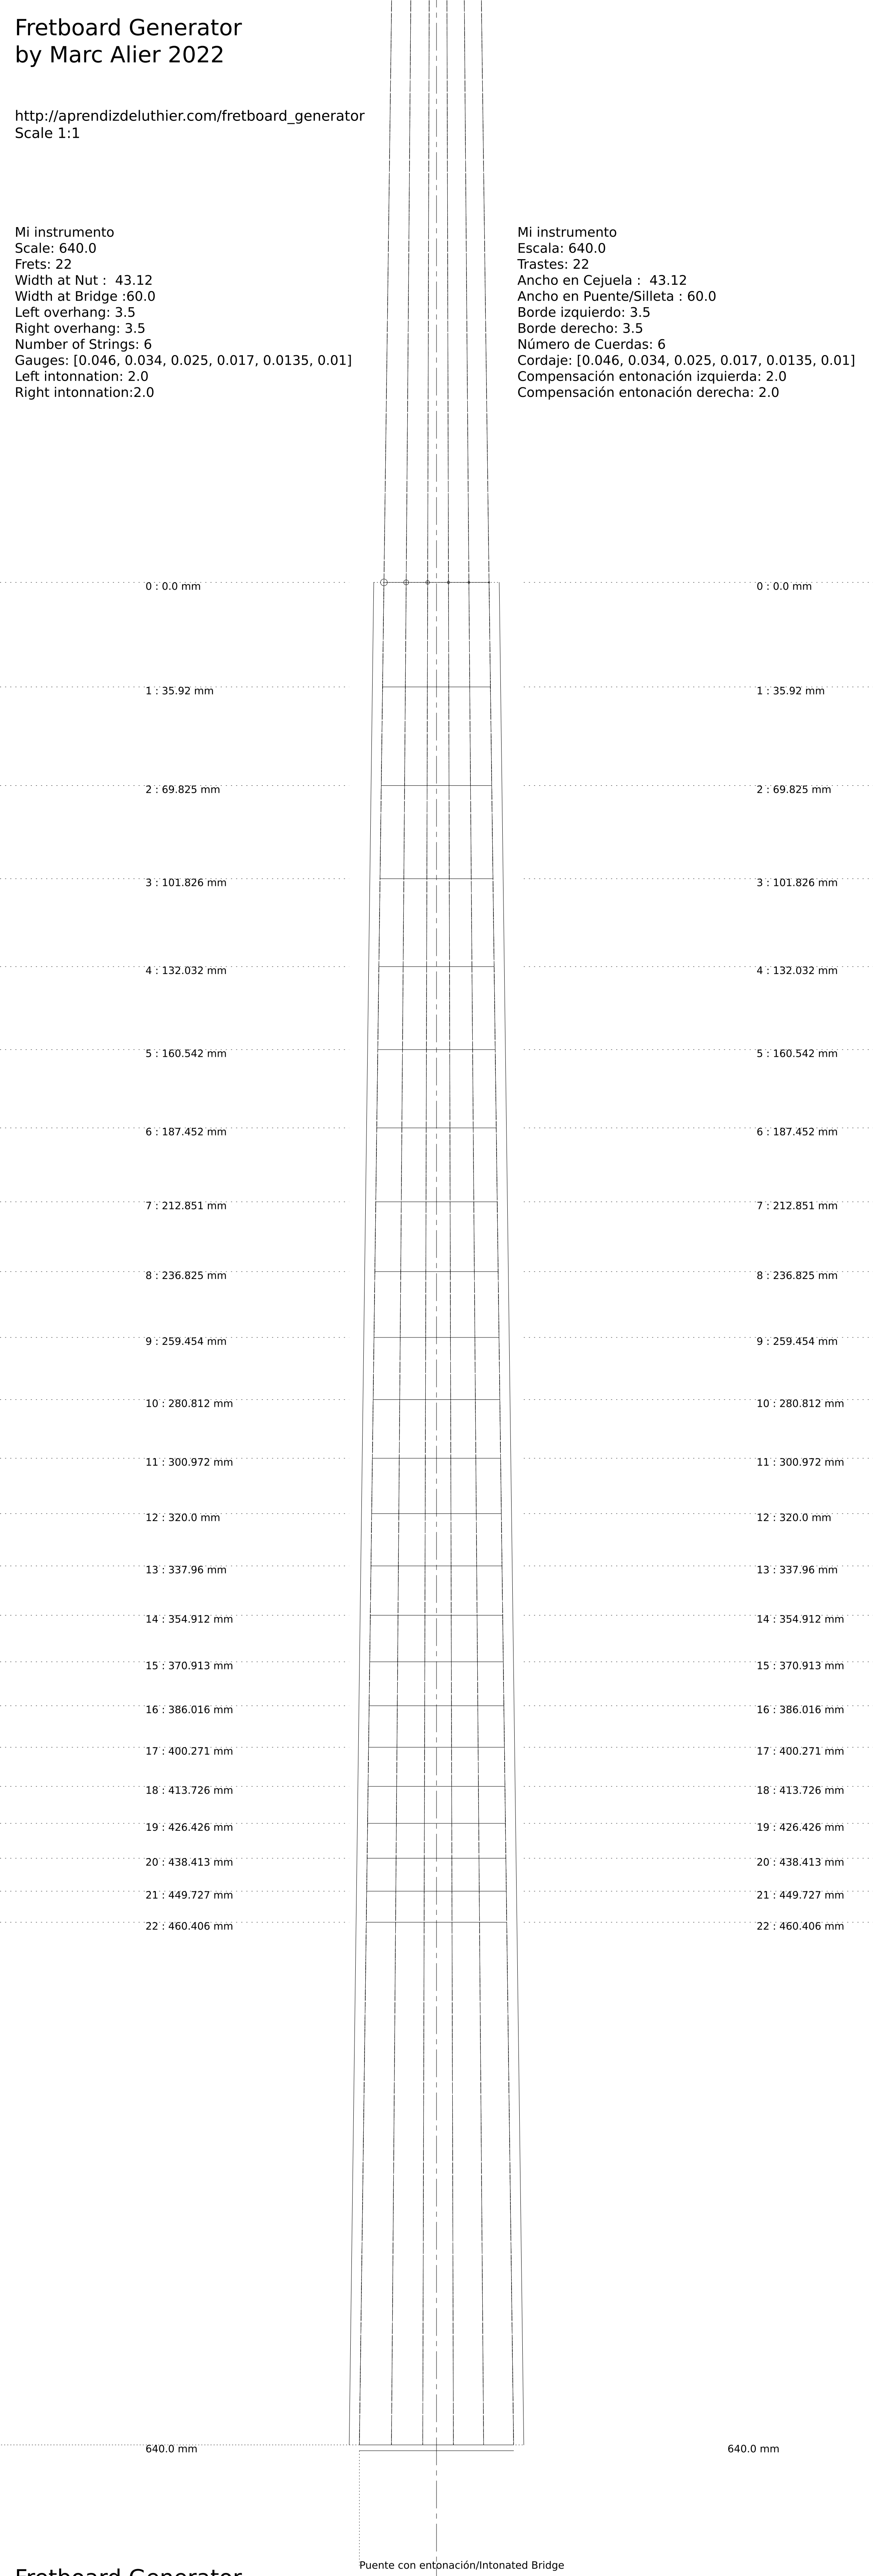 Fretboard Generator
by Marc Alier 2022
http://aprendizdeluthier.com/fretboard_generator
Scale 1:1
Mi instrumento
Scale: 640.0
Frets: 22
Width at Nut :  43.12
Width at Bridge :60.0
Left overhang: 3.5
Right overhang: 3.5
Number of Strings: 6
Gauges: [0.046, 0.034, 0.025, 0.017, 0.0135, 0.01]
Left intonnation: 2.0
Right intonnation:2.0
Mi instrumento
Escala: 640.0
Trastes: 22
Ancho en Cejuela :  43.12
Ancho en Puente/Silleta : 60.0
Borde izquierdo: 3.5
Borde derecho: 3.5
Número de Cuerdas: 6
Cordaje: [0.046, 0.034, 0.025, 0.017, 0.0135, 0.01]
Compensación entonación izquierda: 2.0
Compensación entonación derecha: 2.0
0 : 0.0 mm
0 : 0.0 mm
1 : 35.92 mm
1 : 35.92 mm
2 : 69.825 mm
2 : 69.825 mm
3 : 101.826 mm
3 : 101.826 mm
4 : 132.032 mm
4 : 132.032 mm
5 : 160.542 mm
5 : 160.542 mm
6 : 187.452 mm
6 : 187.452 mm
7 : 212.851 mm
7 : 212.851 mm
8 : 236.825 mm
8 : 236.825 mm
9 : 259.454 mm
9 : 259.454 mm
10 : 280.812 mm
10 : 280.812 mm
11 : 300.972 mm
11 : 300.972 mm
12 : 320.0 mm
12 : 320.0 mm
13 : 337.96 mm
13 : 337.96 mm
14 : 354.912 mm
14 : 354.912 mm
15 : 370.913 mm
15 : 370.913 mm
16 : 386.016 mm
16 : 386.016 mm
17 : 400.271 mm
17 : 400.271 mm
18 : 413.726 mm
18 : 413.726 mm
19 : 426.426 mm
19 : 426.426 mm
20 : 438.413 mm
20 : 438.413 mm
21 : 449.727 mm
21 : 449.727 mm
22 : 460.406 mm
22 : 460.406 mm
640.0 mm
640.0 mm
Puente con entonación/Intonated Bridge
Fretboard Generator